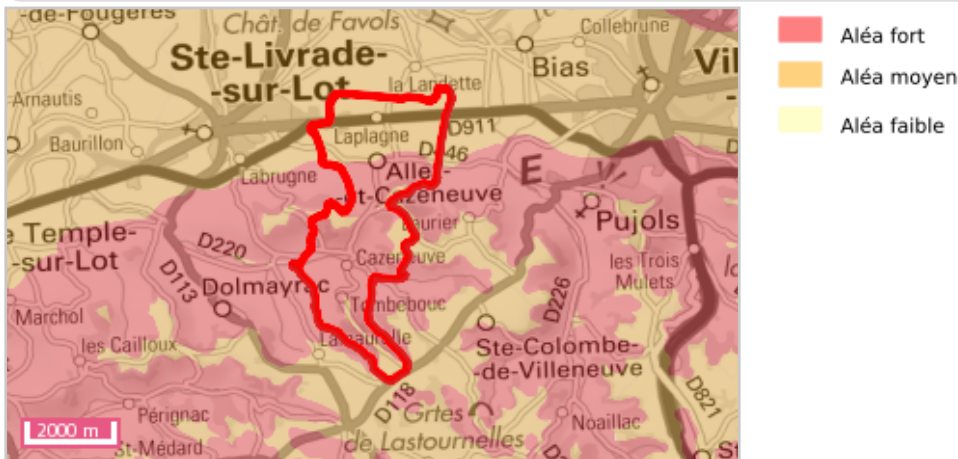 -de-Fougères
Chât. de Favols
Collebrune
Ste-Livrade-
-sur-Lot
la Landette
Bias
Vil
Arnautis
Baurillon
Laplagne
D911
Labrugne
Allez-
-et-Cazeneuve
E
Pujols
e Temple-
-sur-Lot
D220
D113
Cazeneuve
les Trois
Mulets
Dolmayrac
Tombebouc
D226
Marchol
les Cailloux
Ste-Colombe-
-de-Villeneuve
D118
D821
Pérignac
Grtes
de Lastournelles
Noaillac
St-Médard
2000 m
Aléa fort
Aléa moyen
Aléa faible